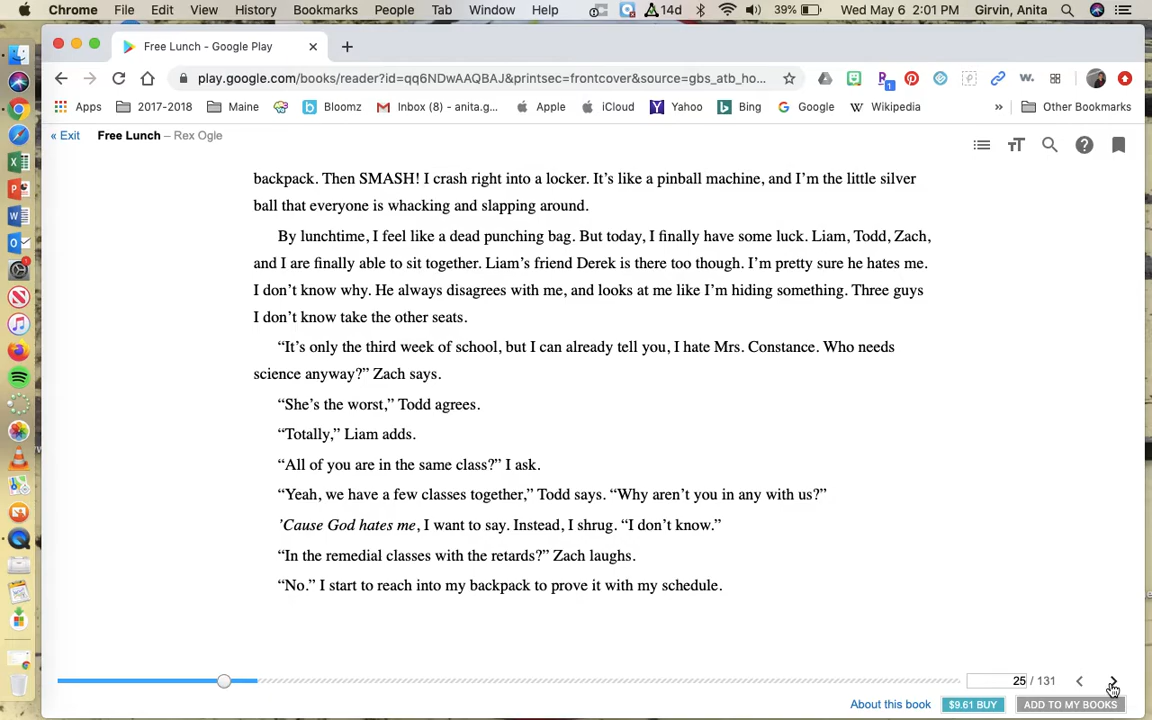 Chrome File Edit View History Bookmarks People Tab Window Help 14d 39% Wed May 6 2:01 PM Girvin, Anita
Free Lunch - Google Play
play.google.com/books/reader?id=qq6NDwAAQBAJ&printsec=frontcover&source=gbs_atb_ho...
Apps 2017-2018 Maine Bloomz Inbox (8) - anita.g... Apple iCloud Yahoo Bing Google Wikipedia » Other Bookmarks
« Exit Free Lunch – Rex Ogle
backpack. Then SMASH! I crash right into a locker. It’s like a pinball machine, and I’m the little silver
ball that everyone is whacking and slapping around.
By lunchtime, I feel like a dead punching bag. But today, I finally have some luck. Liam, Todd, Zach,
and I are finally able to sit together. Liam’s friend Derek is there too though. I’m pretty sure he hates me.
I don’t know why. He always disagrees with me, and looks at me like I’m hiding something. Three guys
I don’t know take the other seats.
“It’s only the third week of school, but I can already tell you, I hate Mrs. Constance. Who needs
science anyway?” Zach says.
“She’s the worst,” Todd agrees.
“Totally,” Liam adds.
“All of you are in the same class?” I ask.
“Yeah, we have a few classes together,” Todd says. “Why aren’t you in any with us?”
’Cause God hates me, I want to say. Instead, I shrug. “I don’t know.”
“In the remedial classes with the retards?” Zach laughs.
“No.” I start to reach into my backpack to prove it with my schedule.
25 / 131
About this book $9.61 BUY ADD TO MY BOOKS